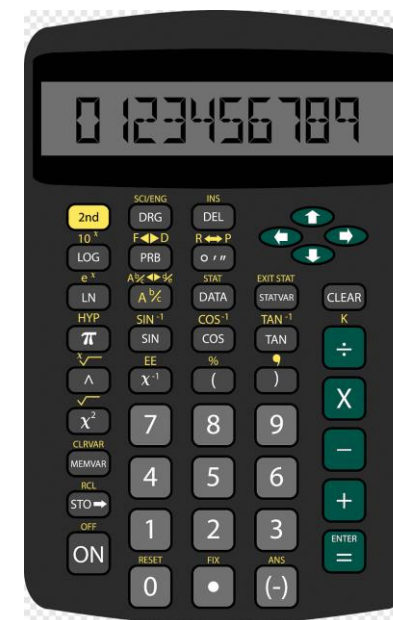 0123456789
SCI/ENG INS
2nd DRG DEL
10ˣ F◀▶D R⬌P
LOG PRB o ′ ″
eˣ Aᵇ⁄c◀▶ᵈ⁄e STAT EXIT STAT
LN Aᵇ⁄c DATA STATVAR CLEAR
HYP SIN⁻¹ COS⁻¹ TAN⁻¹ K
π SIN COS TAN ÷
ˣ√ EE % ,
^ x⁻¹ ( )
√ X
x² 7 8 9
CLRVAR −
MEMVAR
RCL 4 5 6
STO➡ +
OFF 1 2 3 ENTER
ON =
RESET FIX ANS
0 • (-)